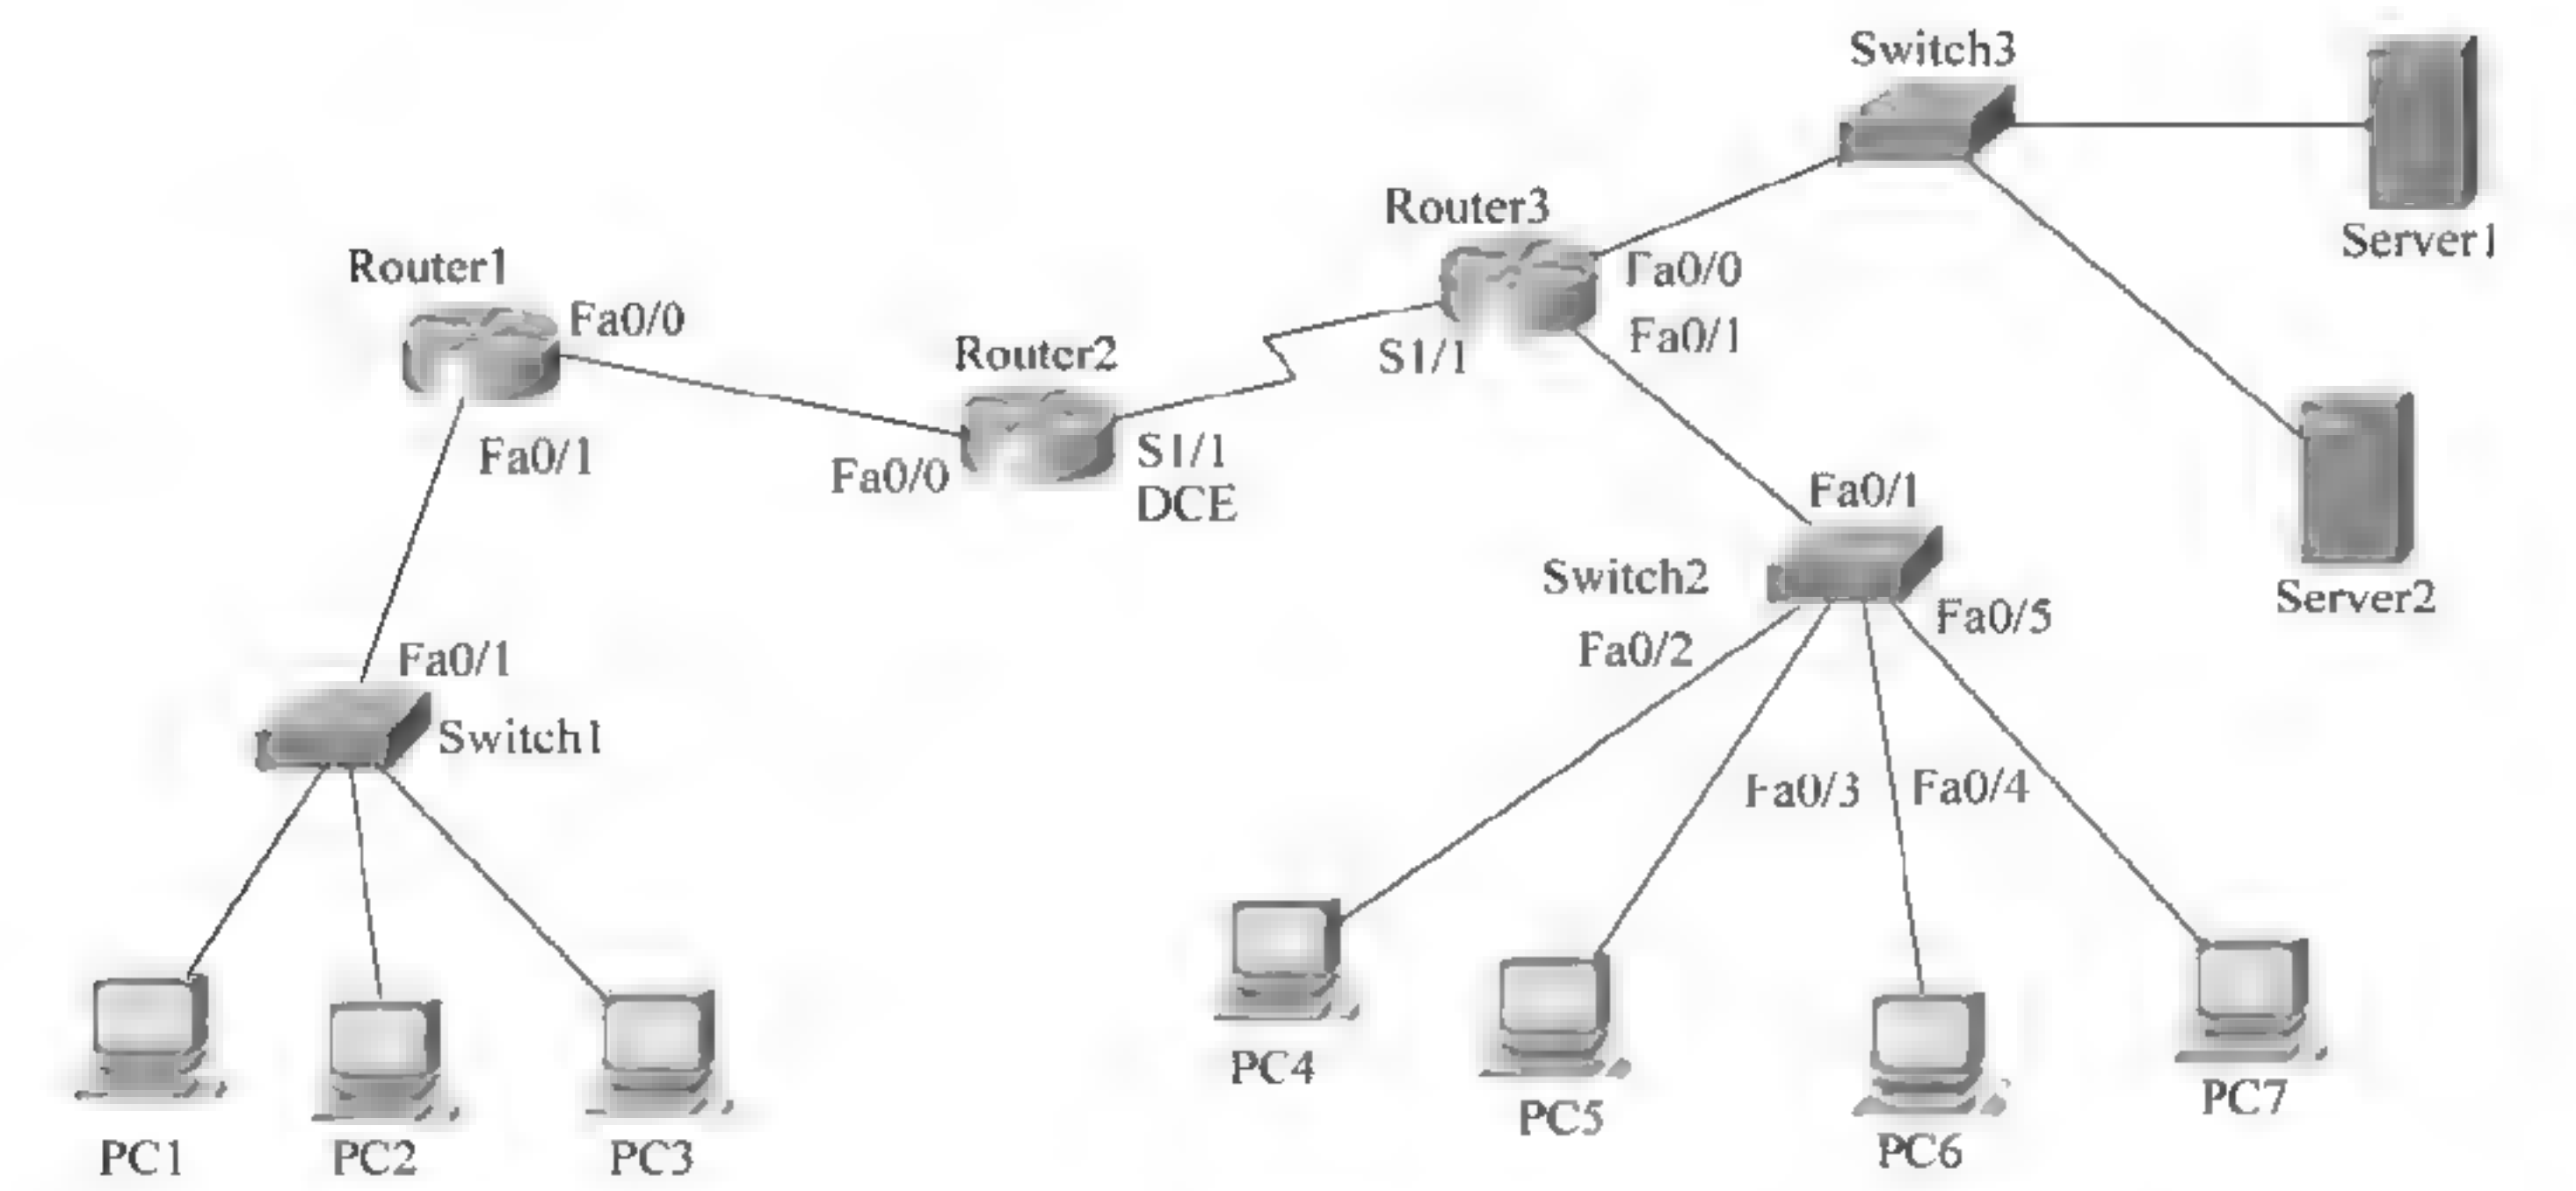 Switch3
Server1
Router3
Fa0/0
Fa0/1
S1/1
Router1
Fa0/0
Fa0/1
Router2
Fa0/0
S1/1
DCE
Server2
Fa0/1
Switch2
Fa0/2
Fa0/5
Fa0/3
Fa0/4
Fa0/1
Switch1
PC1
PC2
PC3
PC4
PC5
PC6
PC7